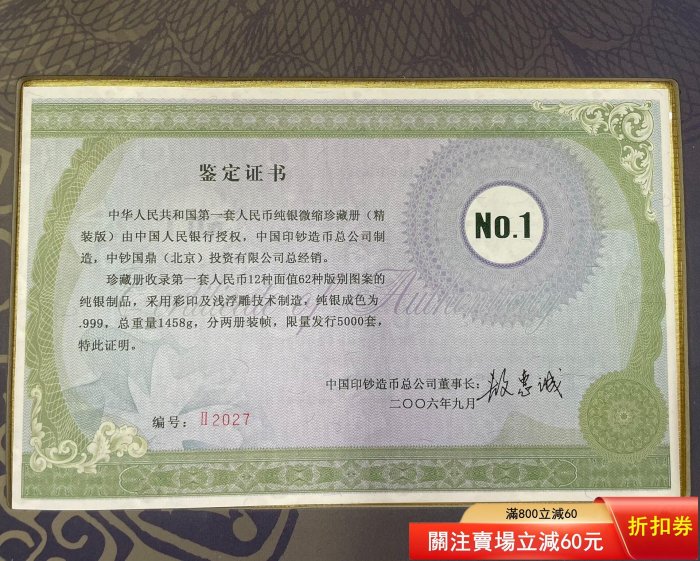 鉴定证书
No.1
中华人民共和国第一套人民币纯银微缩珍藏册（精
装版）由中国人民银行授权，中国印钞造币总公司制
造，中钞国鼎（北京）投资有限公司总经销。
珍藏册收录第一套人民币12种面值62种版别图案的
纯银制品，采用彩印及浅浮雕技术制造，纯银成色为
.999，总重量1458g，分两册装帧，限量发行5000套，
特此证明。
中国印钞造币总公司董事长：
二〇〇六年九月
编号：II2027
滿800立減60
關注賣場立減60元
折扣券